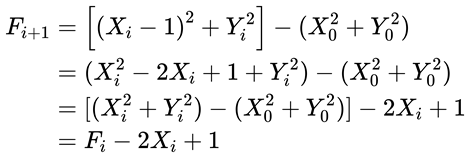 F_{i+1} = [(X_i − 1)^2 + Y_i^2] − (X_0^2 + Y_0^2)
= (X_i^2 − 2X_i + 1 + Y_i^2) − (X_0^2 + Y_0^2)
= [(X_i^2 + Y_i^2) − (X_0^2 + Y_0^2)] − 2X_i + 1
= F_i − 2X_i + 1